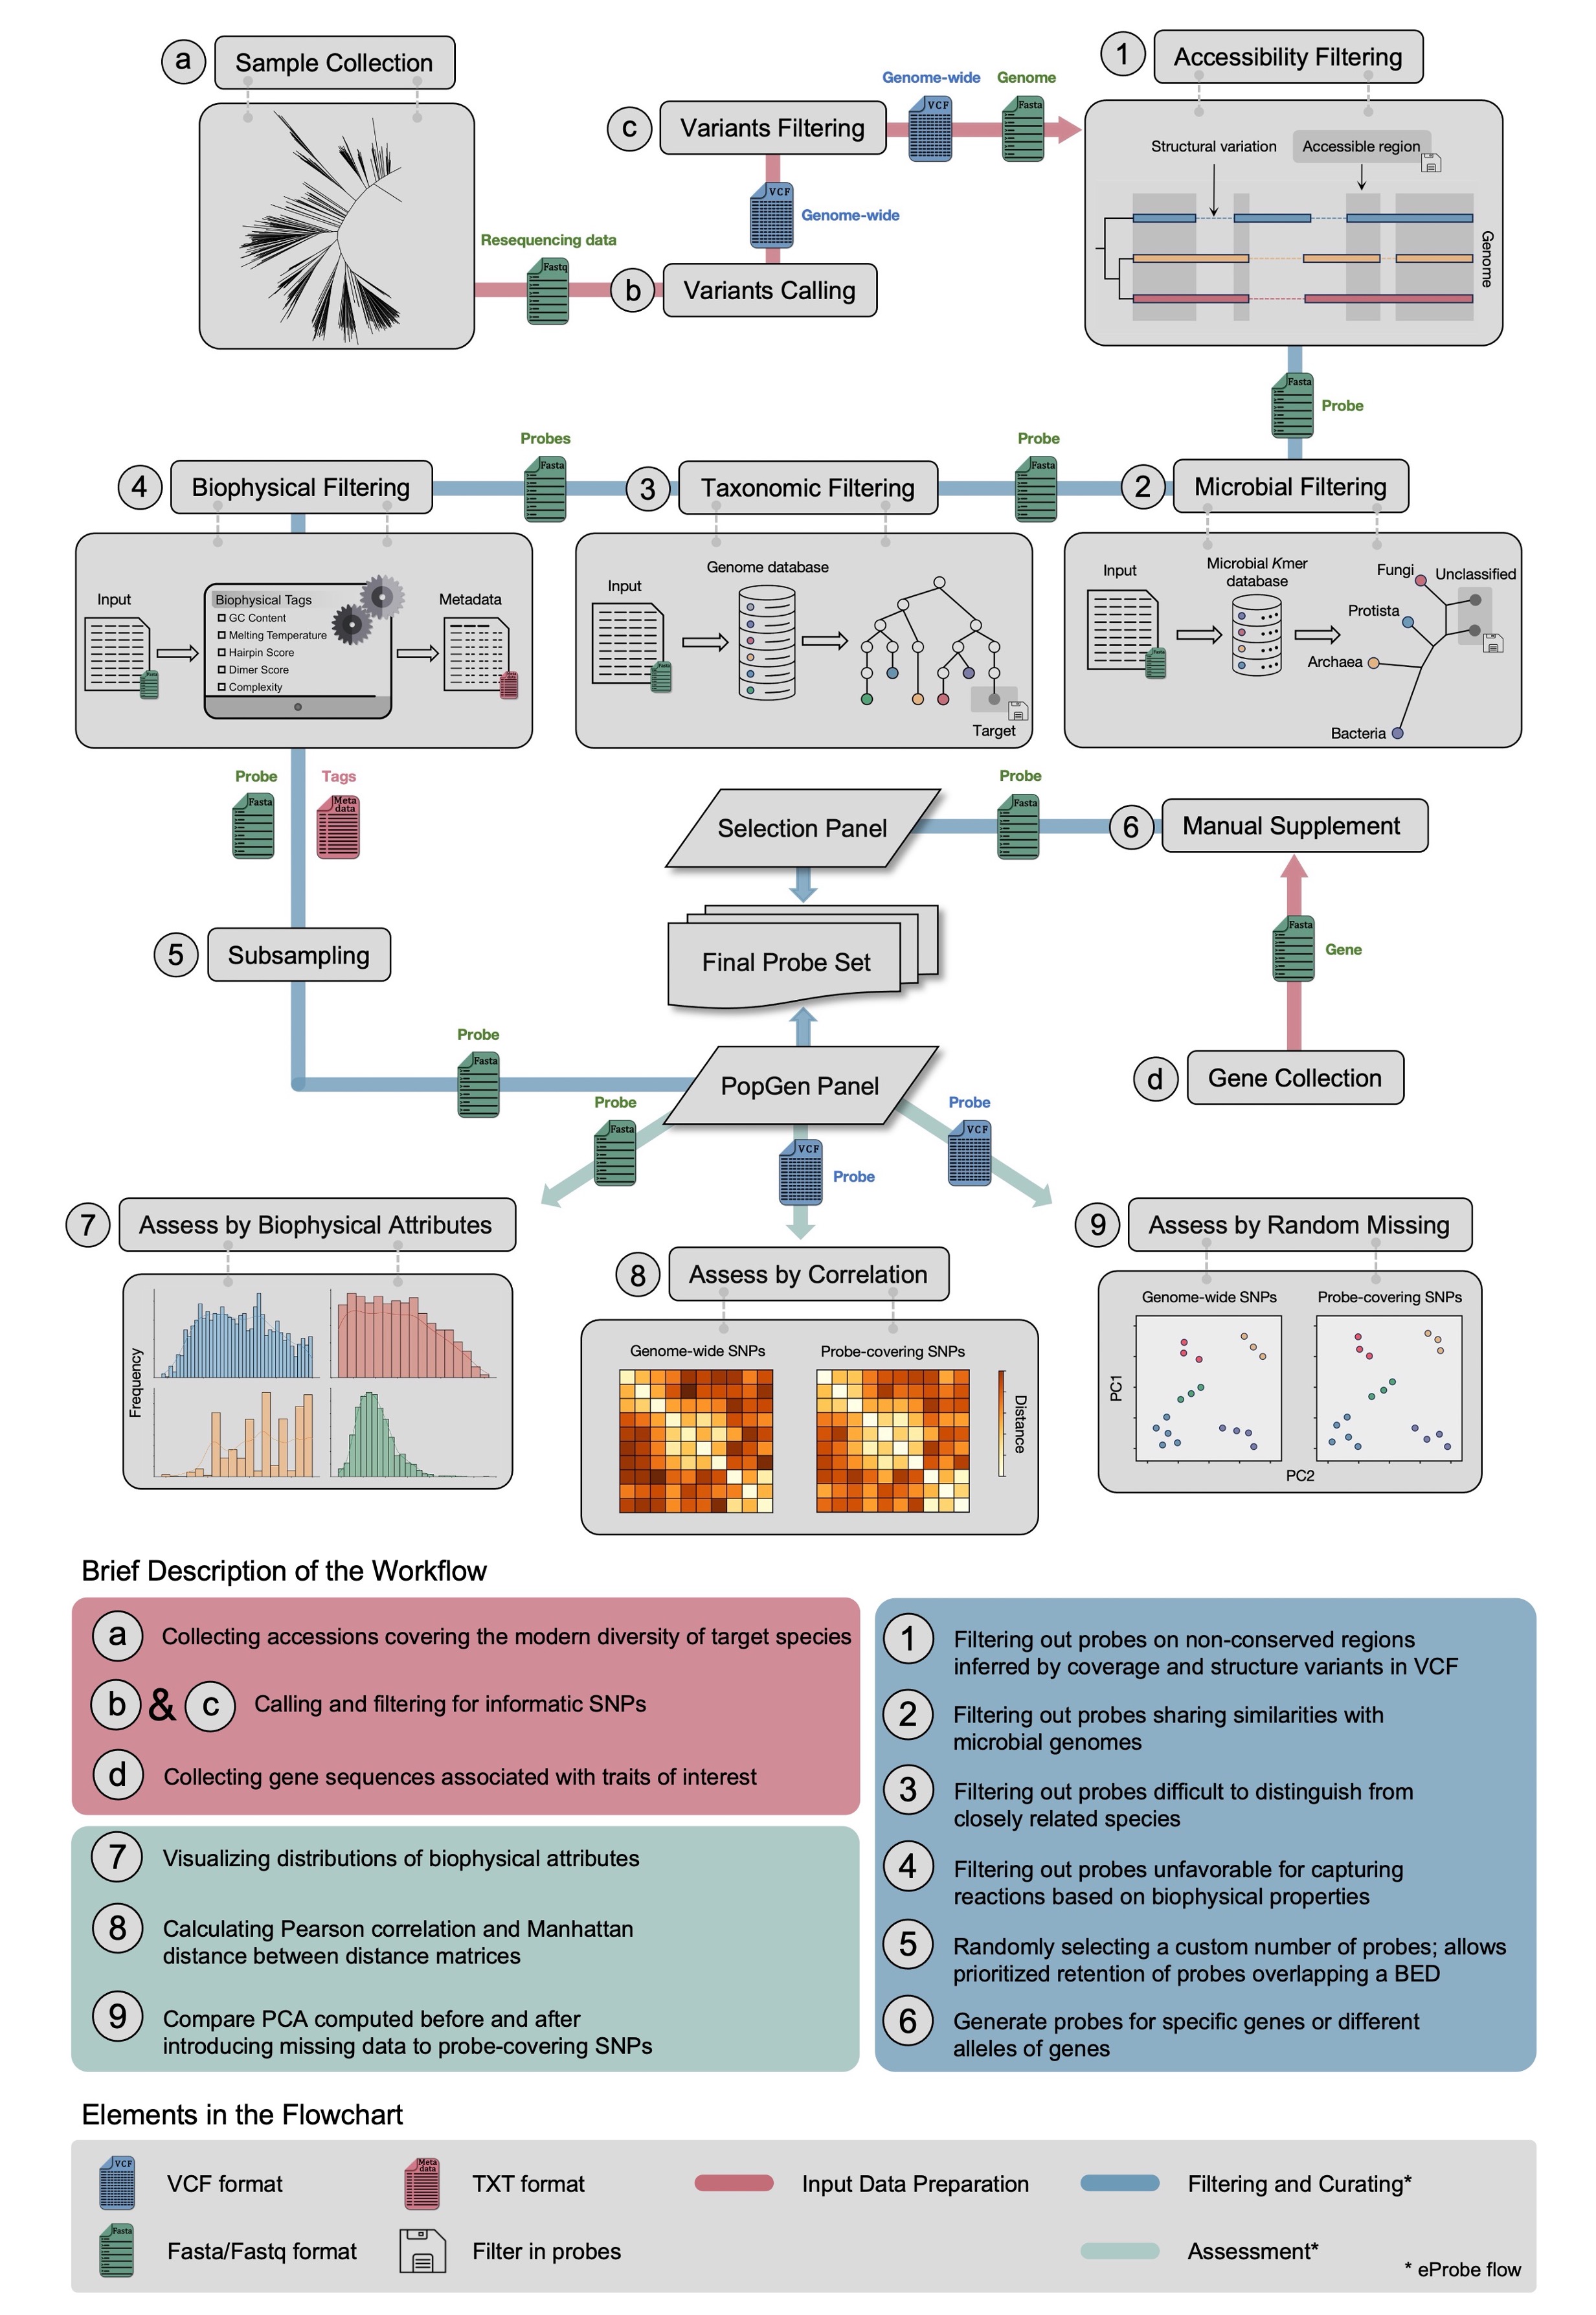 a
Sample Collection
Resequencing data
Fastq
b
Variants Calling
VCF
Genome-wide
c
Variants Filtering
Genome-wide
VCF
Genome
Fasta
1
Accessibility Filtering
Structural variation
Accessible region
Genome
Fasta
Probe
2
Microbial Filtering
Input
Fasta
Microbial Kmer
database
Fungi
Unclassified
Protista
Archaea
Bacteria
Probe
Fasta
3
Taxonomic Filtering
Input
Fasta
Genome database
Target
Probes
Fasta
4
Biophysical Filtering
Input
Fasta
Biophysical Tags
GC Content
Melting Temperature
Hairpin Score
Dimer Score
Complexity
Metadata
Meta
data
Probe
Fasta
Tags
Meta
data
5
Subsampling
Probe
Fasta
Selection Panel
Probe
Fasta
6
Manual Supplement
Fasta
Gene
d
Gene Collection
Final Probe Set
PopGen Panel
Probe
Fasta
VCF
Probe
Probe
VCF
7
Assess by Biophysical Attributes
Frequency
8
Assess by Correlation
Genome-wide SNPs
Probe-covering SNPs
Distance
9
Assess by Random Missing
Genome-wide SNPs
Probe-covering SNPs
PC1
PC2
Brief Description of the Workflow
a Collecting accessions covering the modern diversity of target species
b & c Calling and filtering for informatic SNPs
d Collecting gene sequences associated with traits of interest
7 Visualizing distributions of biophysical attributes
8 Calculating Pearson correlation and Manhattan
distance between distance matrices
9 Compare PCA computed before and after
introducing missing data to probe-covering SNPs
1 Filtering out probes on non-conserved regions
inferred by coverage and structure variants in VCF
2 Filtering out probes sharing similarities with
microbial genomes
3 Filtering out probes difficult to distinguish from
closely related species
4 Filtering out probes unfavorable for capturing
reactions based on biophysical properties
5 Randomly selecting a custom number of probes; allows
prioritized retention of probes overlapping a BED
6 Generate probes for specific genes or different
alleles of genes
Elements in the Flowchart
VCF
VCF format
Meta
data
TXT format
Input Data Preparation
Filtering and Curating*
Fasta
Fasta/Fastq format
Filter in probes
Assessment*
* eProbe flow